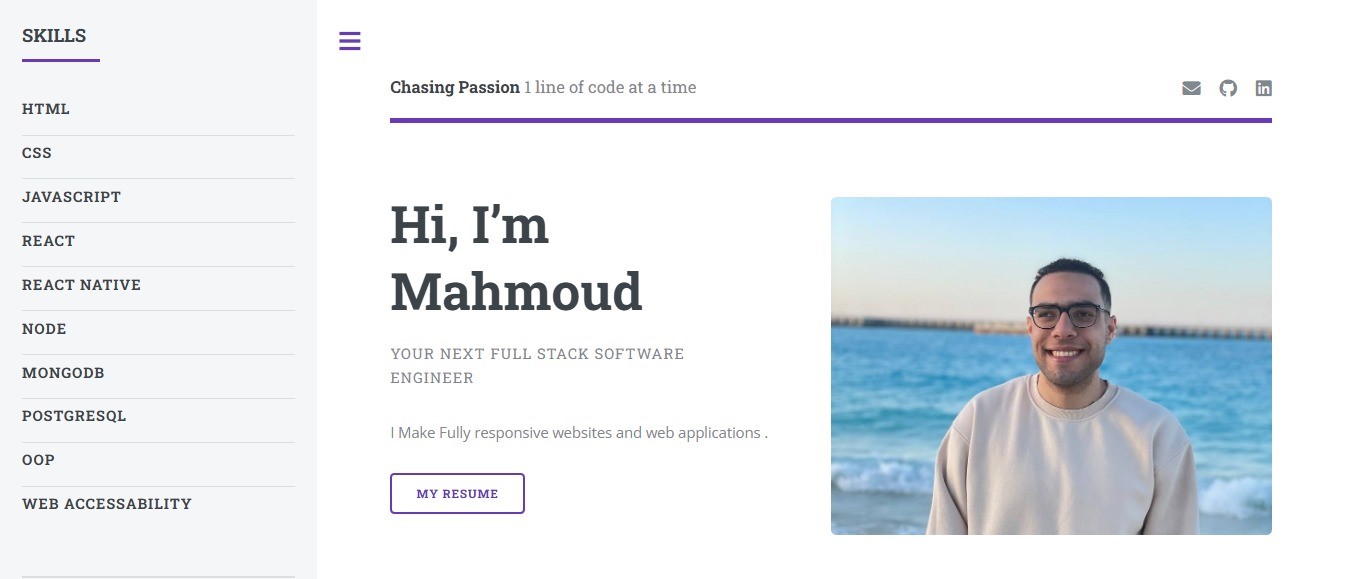 SKILLS
HTML
CSS
JAVASCRIPT
REACT
REACT NATIVE
NODE
MONGODB
POSTGRESQL
OOP
WEB ACCESSABILITY
Chasing Passion 1 line of code at a time
Hi, I’m
Mahmoud
YOUR NEXT FULL STACK SOFTWARE
ENGINEER
I Make Fully responsive websites and web applications .
MY RESUME